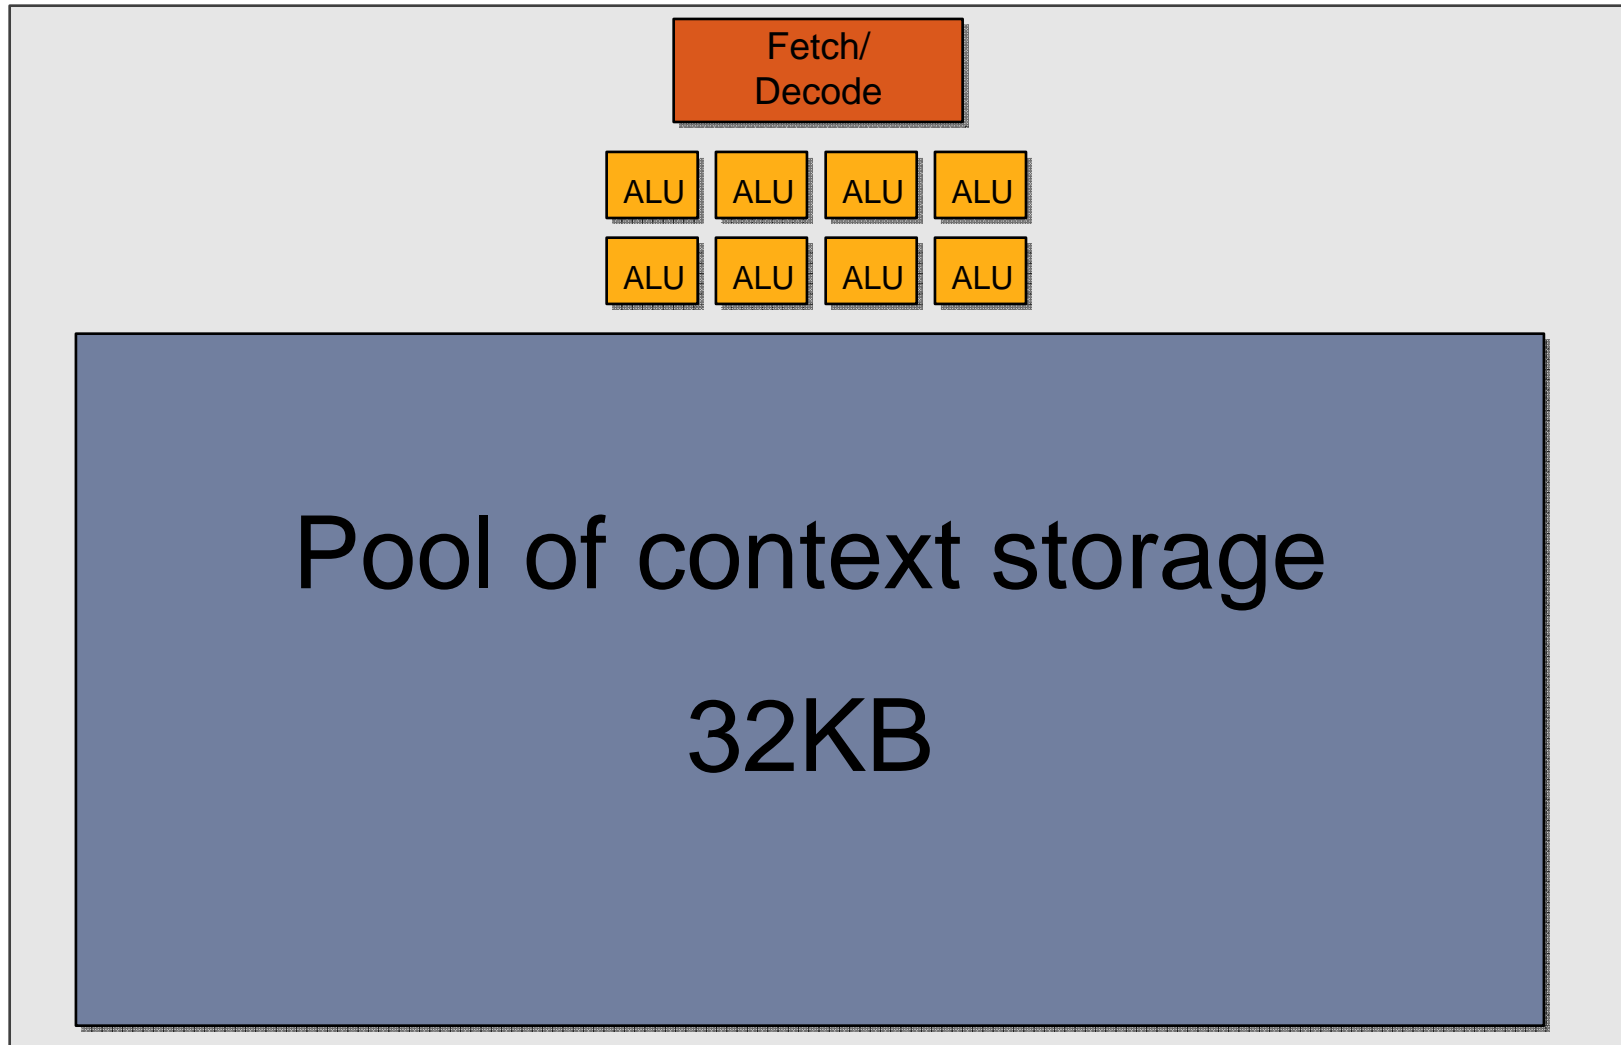 Fetch/
Decode
ALU ALU ALU ALU
ALU ALU ALU ALU
Pool of context storage
32KB